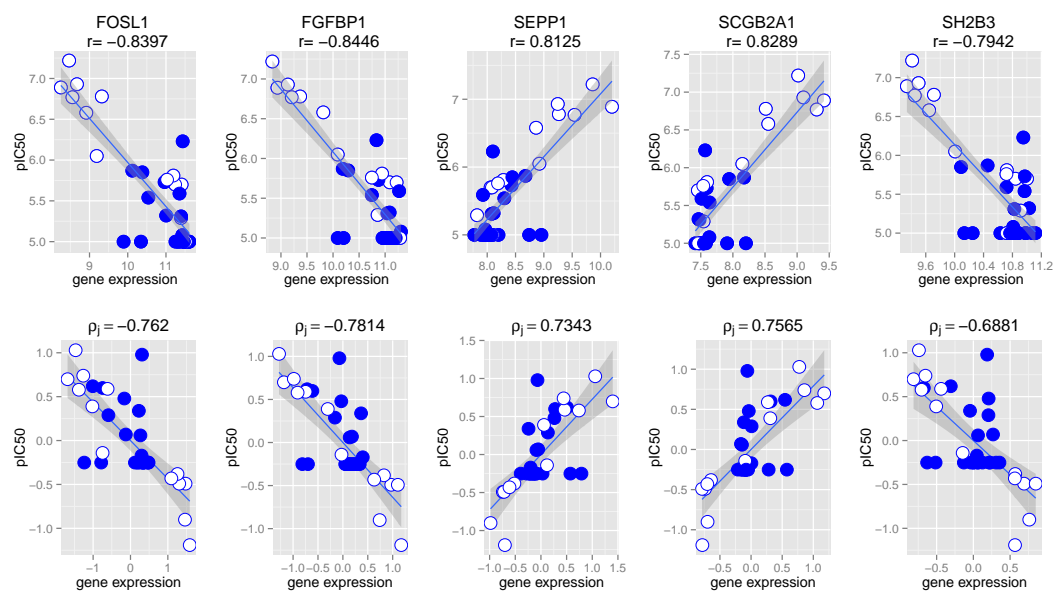 FOSL1 FGFBP1 SEPP1 SCGB2A1 SH2B3
r= −0.8397 r= −0.8446 r= 0.8125 r= 0.8289 r= −0.7942
pIC50 7.0 6.5 6.0 5.5 5.0
pIC50 7.0 6.5 6.0 5.5 5.0
pIC50 7 6 5
pIC50 7.5 7.0 6.5 6.0 5.5 5.0
pIC50 7.0 6.5 6.0 5.5 5.0
9 10 11
9.0 9.5 10.0 10.5 11.0
8.0 8.5 9.0 9.5 10.0
7.5 8.0 8.5 9.0 9.5
9.6 10.0 10.4 10.8 11.2
gene expression gene expression gene expression gene expression gene expression
ρj = −0.762 ρj = −0.7814 ρj = 0.7343 ρj = 0.7565 ρj = −0.6881
pIC50 1.0 0.5 0.0 −0.5 −1.0
pIC50 1.0 0.5 0.0 −0.5 −1.0
pIC50 1.5 1.0 0.5 0.0 −0.5 −1.0
pIC50 1.0 0.5 0.0 −0.5 −1.0
pIC50 1.0 0.5 0.0 −0.5 −1.0
−1 0 1
−1.0 −0.5 0.0 0.5 1.0
−1.0 −0.5 0.0 0.5 1.0 1.5
−0.5 0.0 0.5 1.0
−0.5 0.0 0.5
gene expression gene expression gene expression gene expression gene expression